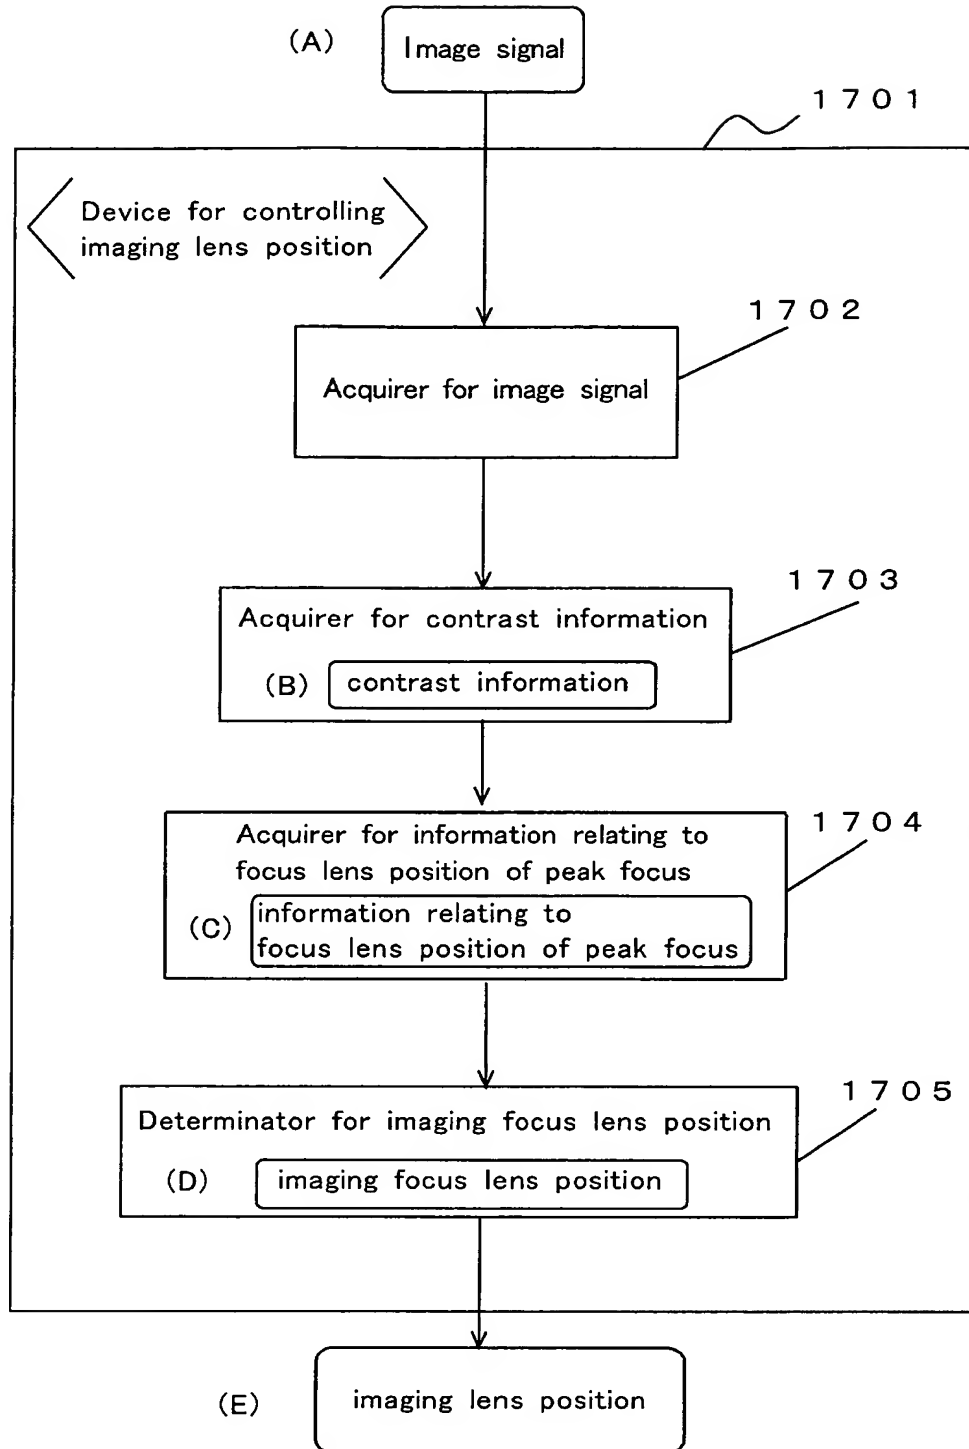 (A)
Image signal
1701
Device for controlling
imaging lens position
1702
Acquirer for image signal
1703
Acquirer for contrast information
(B)
contrast information
1704
Acquirer for information relating to
focus lens position of peak focus
(C)
information relating to
focus lens position of peak focus
1705
Determinator for imaging focus lens position
(D)
imaging focus lens position
(E)
imaging lens position